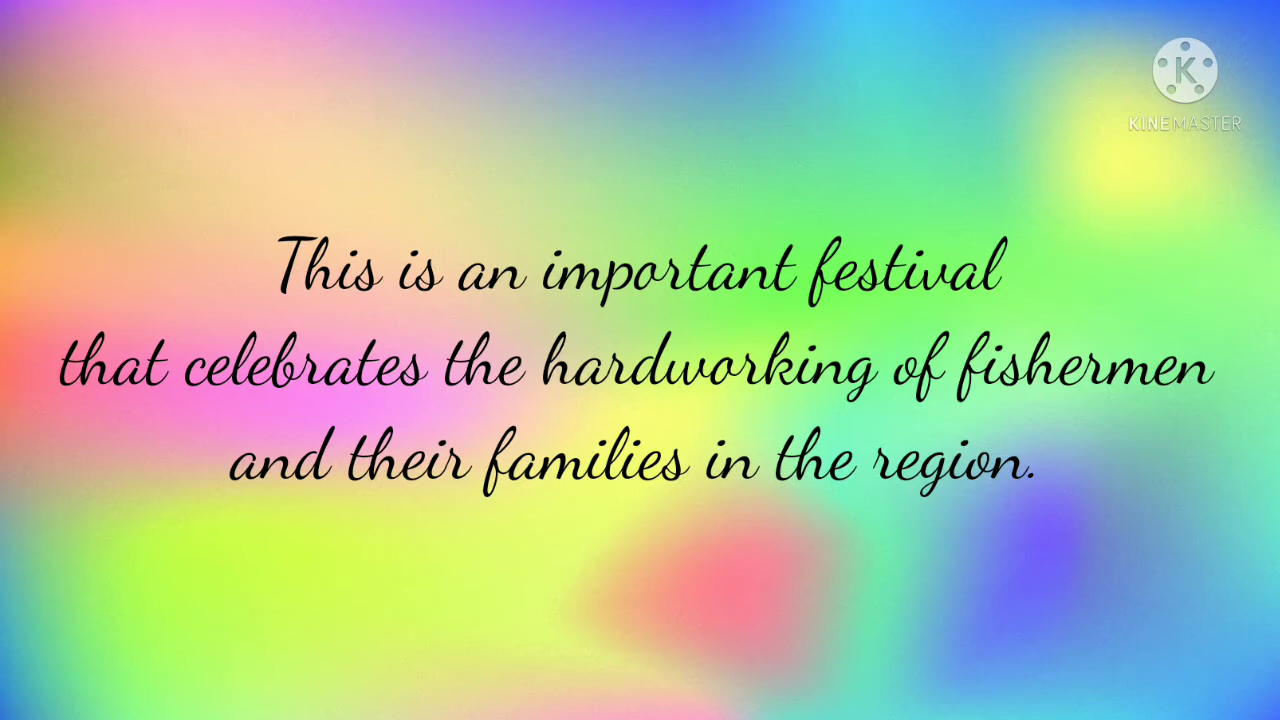 K
KINEMASTER
This is an important festival
that celebrates the hardworking of fishermen
and their families in the region.